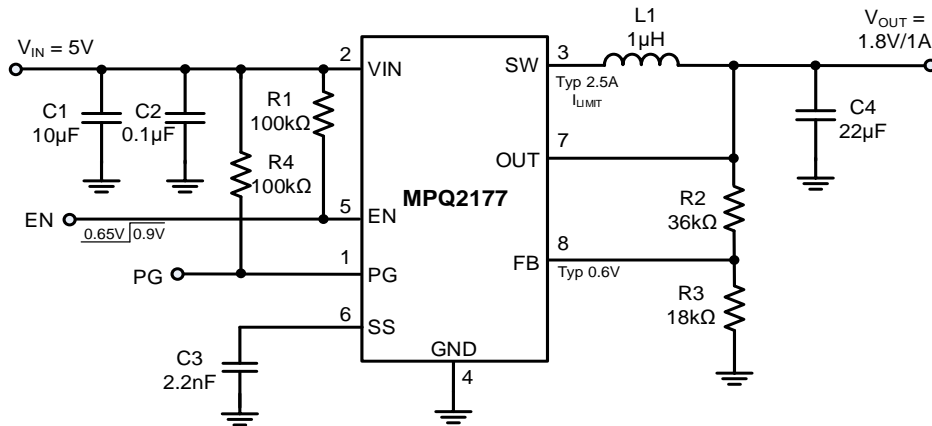 V_IN = 5V
C1
10µF
C2
0.1µF
R1
100kΩ
R4
100kΩ
EN
0.65V
0.9V
PG
C3
2.2nF
2
VIN
5
EN
1
PG
6
SS
MPQ2177
GND
4
3
SW
Typ 2.5A
I_LIMIT
7
OUT
8
FB
Typ 0.6V
L1
1µH
V_OUT =
1.8V/1A
C4
22µF
R2
36kΩ
R3
18kΩ